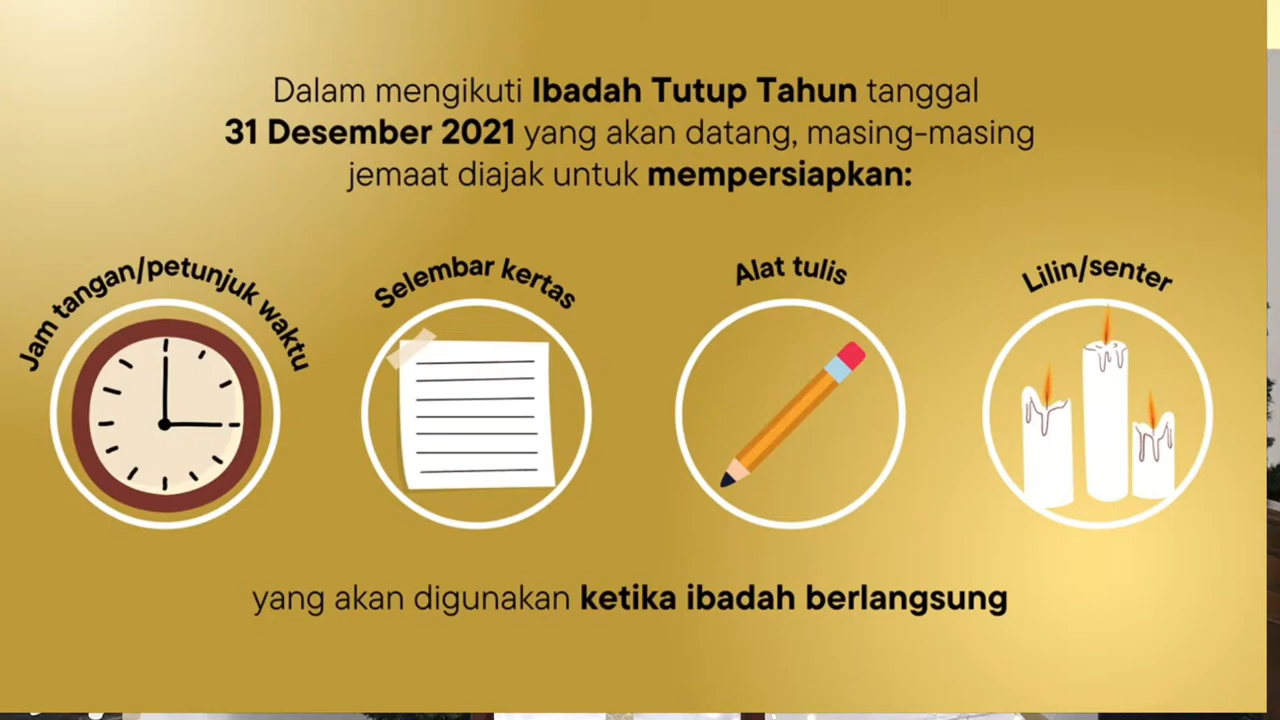 Dalam mengikuti Ibadah Tutup Tahun tanggal
31 Desember 2021 yang akan datang, masing-masing
jemaat diajak untuk mempersiapkan:
Jam tangan/petunjuk waktu
Selembar kertas
Alat tulis
Lilin/senter
yang akan digunakan ketika ibadah berlangsung